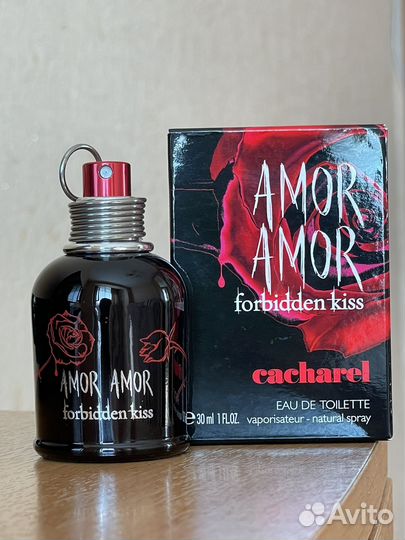 AMOR
AMOR
forbidden kiss
cacharel
EAU DE TOILETTE
e 30 ml 1 FL.OZ. vaporisateur - natural spray
AMOR AMOR
forbidden kiss
Avito